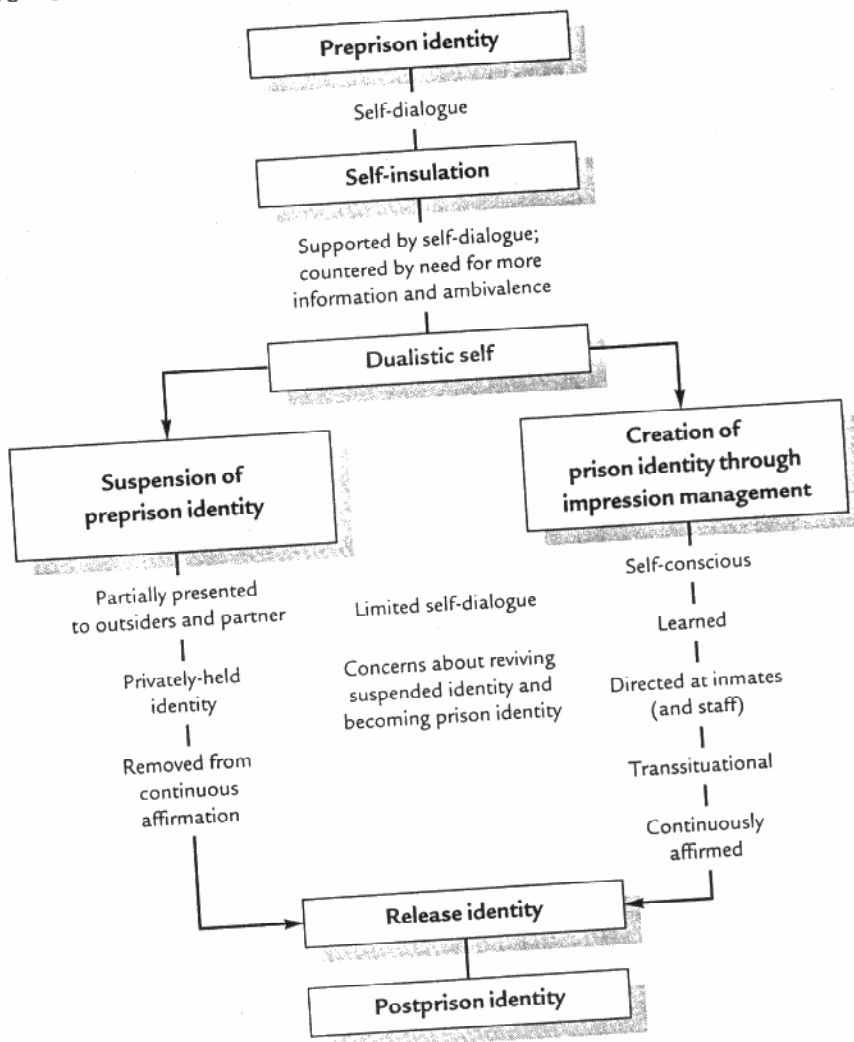 Preprison identity
Self-dialogue
Self-insulation
Supported by self-dialogue;
countered by need for more
information and ambivalence
Dualistic self
Suspension of
preprison identity
Partially presented
to outsiders and partner
Privately-held
identity
Removed from
continuous
affirmation
Limited self-dialogue
Concerns about reviving
suspended identity and
becoming prison identity
Creation of
prison identity through
impression management
Self-conscious
Learned
Directed at inmates
(and staff)
Transsituational
Continuously
affirmed
Release identity
Postprison identity